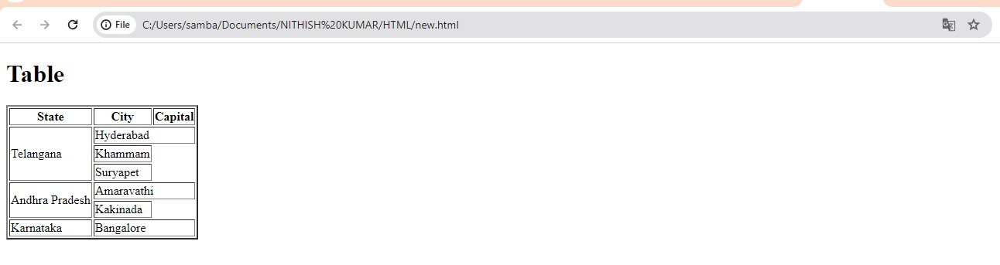 File C:/Users/samba/Documents/NITHISH%20KUMAR/HTML/new.html
Table
State City Capital
Telangana Hyderabad
Khammam
Suryapet
Andhra Pradesh Amaravathi
Kakinada
Karnataka Bangalore